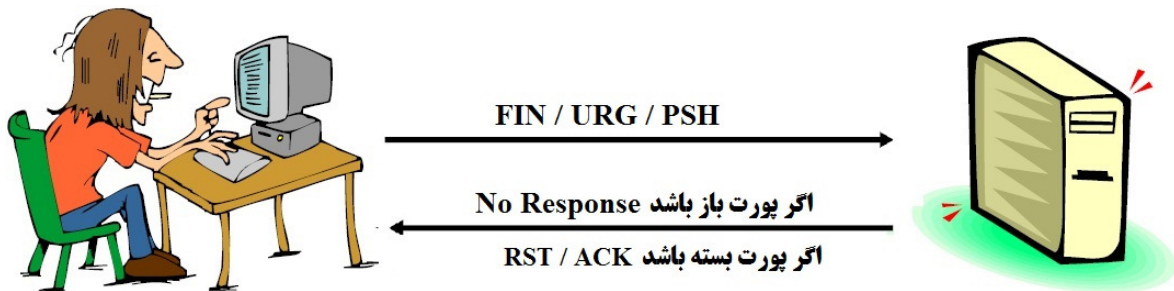 FIN / URG / PSH
اگر پورت باز باشد No Response
اگر پورت بسته باشد RST / ACK